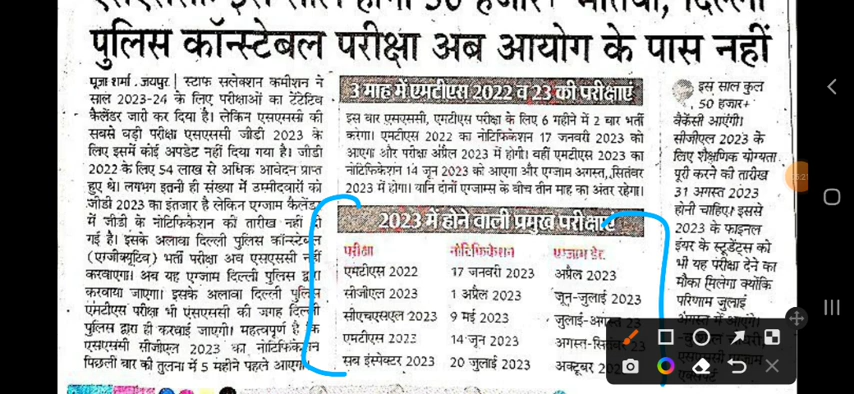 पुलिस कॉन्स्टेबल परीक्षा अब आयोग के पास नहीं
पूजा शर्मा. जयपुर | स्टाफ सलेक्शन कमीशन ने
साल 2023-24 के लिए परीक्षाओं का टेंटेटिव
कैलेंडर जारी कर दिया है। लेकिन एसएससी की
सबसे बड़ी परीक्षा एसएससी जीडी 2023 के
लिए इसमें कोई अपडेट नहीं दिया गया है। जीडी
2022 के लिए 54 लाख से अधिक आवेदन प्राप्त
हुए थे। लगभग इतनी ही संख्या में उम्मीदवारों को
जीडी 2023 का इंतजार है लेकिन एग्जाम कैलेंडर
में जीडी के नोटिफिकेशन की तारीख नहीं दी
गई है। इसके अलावा दिल्ली पुलिस कॉन्स्टेबल
(एग्जीक्यूटिव) भर्ती परीक्षा अब एसएससी नहीं
करवाएगा। अब यह एग्जाम दिल्ली पुलिस द्वारा
करवाया जाएगा। इसके अलावा दिल्ली पुलिस
एमटीएस परीक्षा भी एसएससी की जगह दिल्ली
पुलिस द्वारा ही करवाई जाएगी। महत्वपूर्ण है कि
एसएससी सीजीएल 2023 का नोटिफिकेशन
पिछली बार की तुलना में 5 महीने पहले आएगा।
3 माह में एमटीएस 2022 व 23 की परीक्षाएं
इस बार एसएससी, एमटीएस परीक्षा के लिए 6 महीने में 2 बार भर्ती
करेगा। एमटीएस 2022 का नोटिफिकेशन 17 जनवरी 2023 को
आएगा और परीक्षा अप्रैल 2023 में होगी। वहीं एमटीएस 2023 का
नोटिफिकेशन 14 जून 2023 को आएगा और एग्जाम अगस्त, सितंबर
2023 में होगा। यानि दोनों एग्जाम्स के बीच तीन माह का अंतर रहेगा।
2023 में होने वाली प्रमुख परीक्षाएं
परीक्षा नोटिफिकेशन एग्जाम डेट
एमटीएस 2022 17 जनवरी 2023 अप्रैल 2023
सीजीएल 2023 1 अप्रैल 2023 जून-जुलाई 2023
सीएचएसएल 2023 9 मई 2023 जुलाई-अगस्त 23
एमटीएस 2023 14 जून 2023 अगस्त-सितंबर 23
सब इंस्पेक्टर 2023 20 जुलाई 2023 अक्टूबर
इस साल कुल
50 हजार+
वैकेंसी आएंगी।
सीजीएल 2023 के
लिए शैक्षणिक योग्यता
पूरी करने की तारीख
31 अगस्त 2023
होनी चाहिए। इससे
2023 के फाइनल
इयर के स्टूडेंट्स को
भी यह परीक्षा देने का
मौका मिलेगा क्योंकि
परिणाम जुलाई
अगस्त में आएंगे।